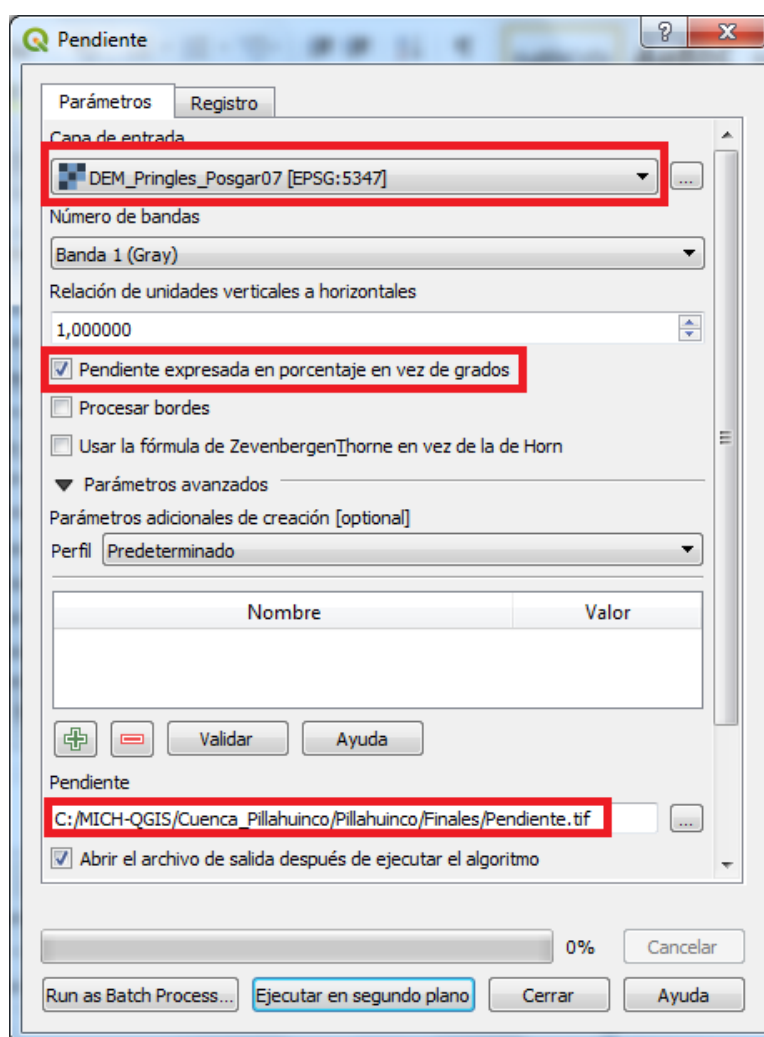 Pendiente
Parámetros Registro
Capa de entrada
DEM_Pringles_Posgar07 [EPSG:5347]
...
Número de bandas
Banda 1 (Gray)
Relación de unidades verticales a horizontales
1,000000
Pendiente expresada en porcentaje en vez de grados
Procesar bordes
Usar la fórmula de ZevenbergenThorne en vez de la de Horn
Parámetros avanzados
Parámetros adicionales de creación [optional]
Perfil Predeterminado
Nombre Valor
Validar Ayuda
Pendiente
C:/MICH-QGIS/Cuenca_Pillahuinco/Pillahuinco/Finales/Pendiente.tif
...
Abrir el archivo de salida después de ejecutar el algoritmo
0% Cancelar
Run as Batch Process... Ejecutar en segundo plano Cerrar Ayuda